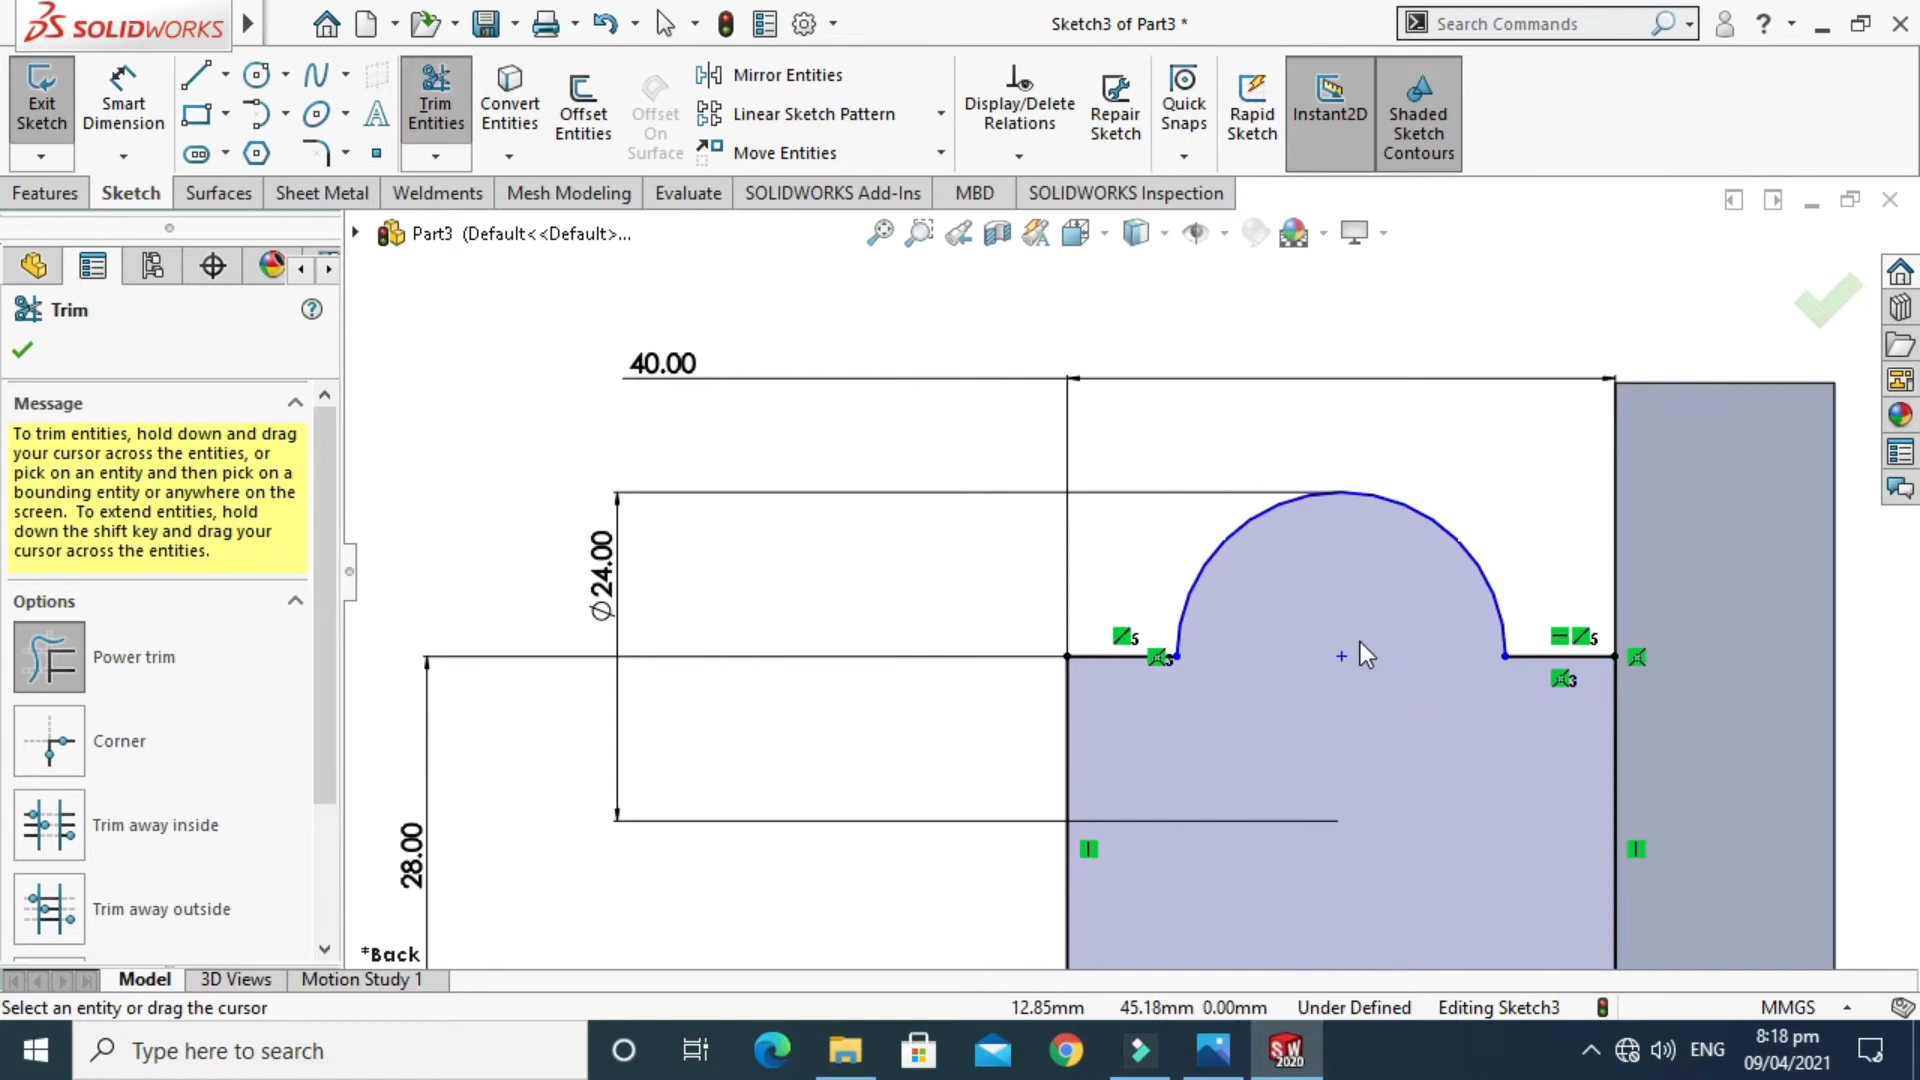 SOLIDWORKS
Sketch3 of Part3 *
Search Commands
Exit Sketch
Smart Dimension
Trim Entities
Convert Entities
Offset Entities
Offset On Surface
Mirror Entities
Linear Sketch Pattern
Move Entities
Display/Delete Relations
Repair Sketch
Quick Snaps
Rapid Sketch
Instant2D
Shaded Sketch Contours
Features
Sketch
Surfaces
Sheet Metal
Weldments
Mesh Modeling
Evaluate
SOLIDWORKS Add-Ins
MBD
SOLIDWORKS Inspection
Part3 (Default<<Default>...
Trim
Message
To trim entities, hold down and drag
your cursor across the entities, or
pick on an entity and then pick on a
bounding entity or anywhere on the
screen. To extend entities, hold
down the shift key and drag your
cursor across the entities.
Options
Power trim
Corner
Trim away inside
Trim away outside
40.00
⌀24.00
28.00
5
3
5
3
*Back
Model
3D Views
Motion Study 1
Select an entity or drag the cursor
12.85mm 45.18mm 0.00mm Under Defined Editing Sketch3 MMGS
Type here to search
SW 2020
ENG
8:18 pm
09/04/2021